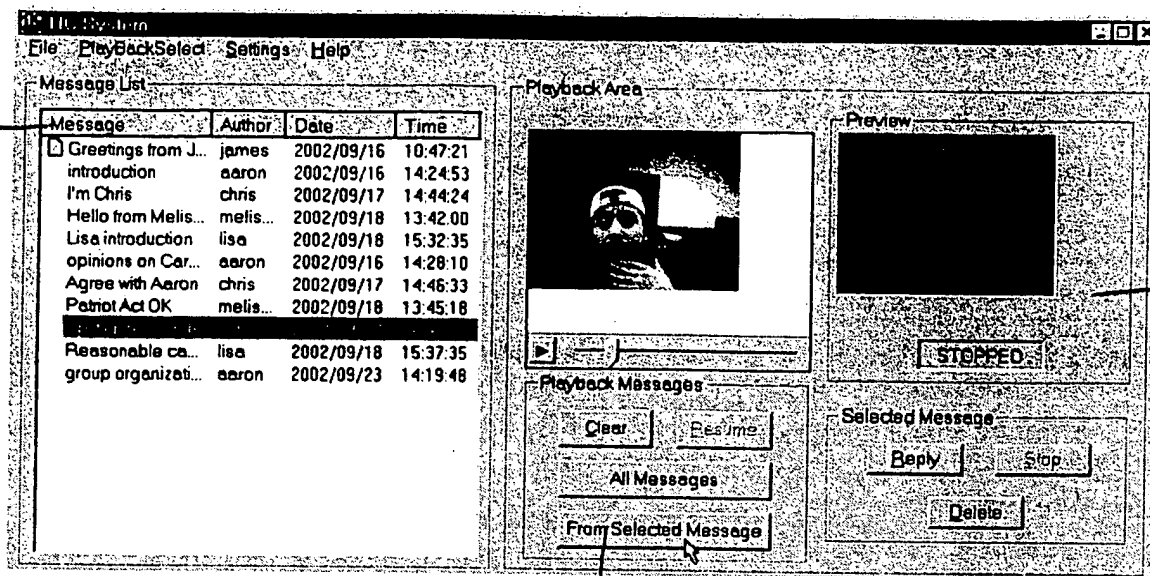 System
File PlayBackSelect Settings Help
Message List
Message Author Date Time
Greetings from J... james 2002/09/16 10:47:21
introduction aaron 2002/09/16 14:24:53
I'm Chris chris 2002/09/17 14:44:24
Hello from Melis... melis... 2002/09/18 13:42:00
Lisa introduction lisa 2002/09/18 15:32:35
opinions on Car... aaron 2002/09/16 14:28:10
Agree with Aaron chris 2002/09/17 14:46:33
Patriot Act OK melis... 2002/09/18 13:45:18
Reasonable ca... lisa 2002/09/18 15:37:35
group organizati... aaron 2002/09/23 14:19:48
Playback Area
Preview
STOPPED
Playback Messages
Clear Resume
All Messages
From Selected Message
Selected Message
Reply Stop
Delete